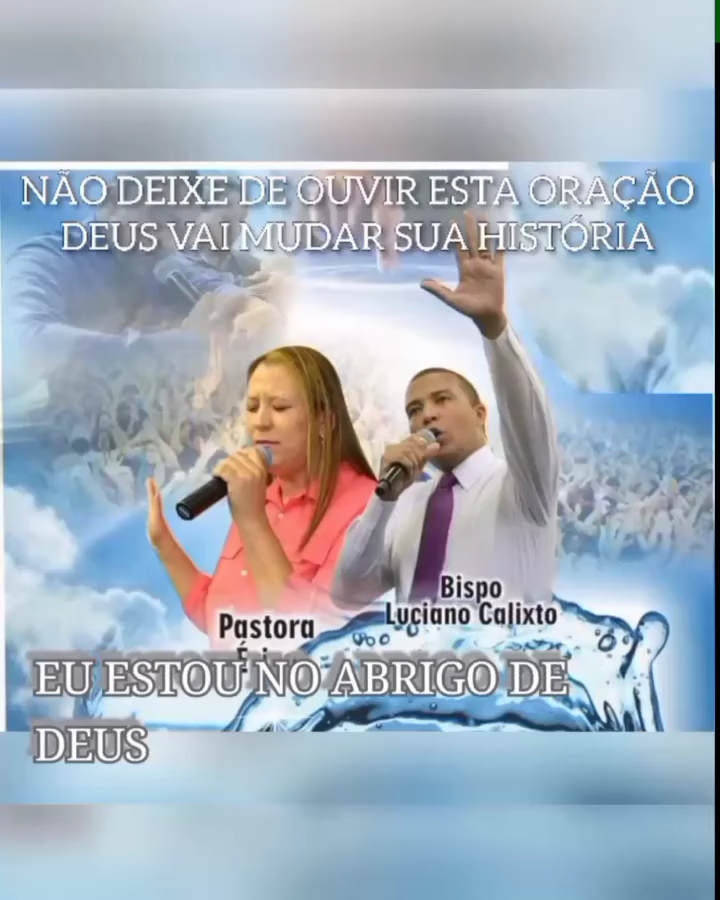 NÃO DEIXE DE OUVIR ESTA ORAÇÃO
DEUS VAI MUDAR SUA HISTÓRIA
Bispo
Luciano Calixto
Pastora
EU ESTOU NO ABRIGO DE
DEUS